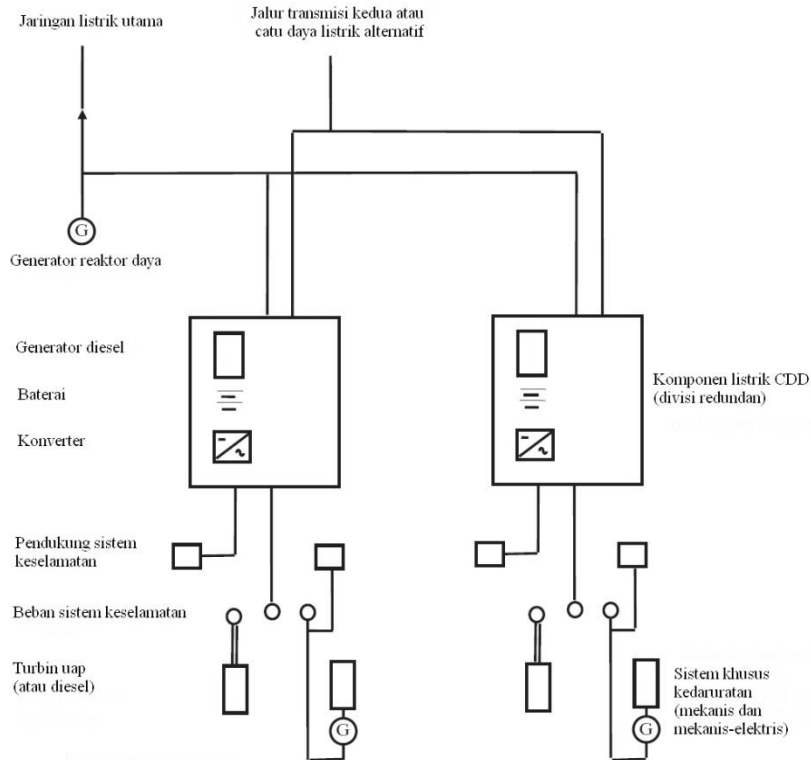 Jaringan listrik utama
Jalur transmisi kedua atau
catu daya listrik alternatif
G
Generator reaktor daya
Generator diesel
Baterai
Konverter
Komponen listrik CDD
(divisi redundan)
Pendukung sistem
keselamatan
Beban sistem keselamatan
Turbin uap
(atau diesel)
Sistem khusus
kedaruratan
(mekanis dan
mekanis-elektris)
G
G